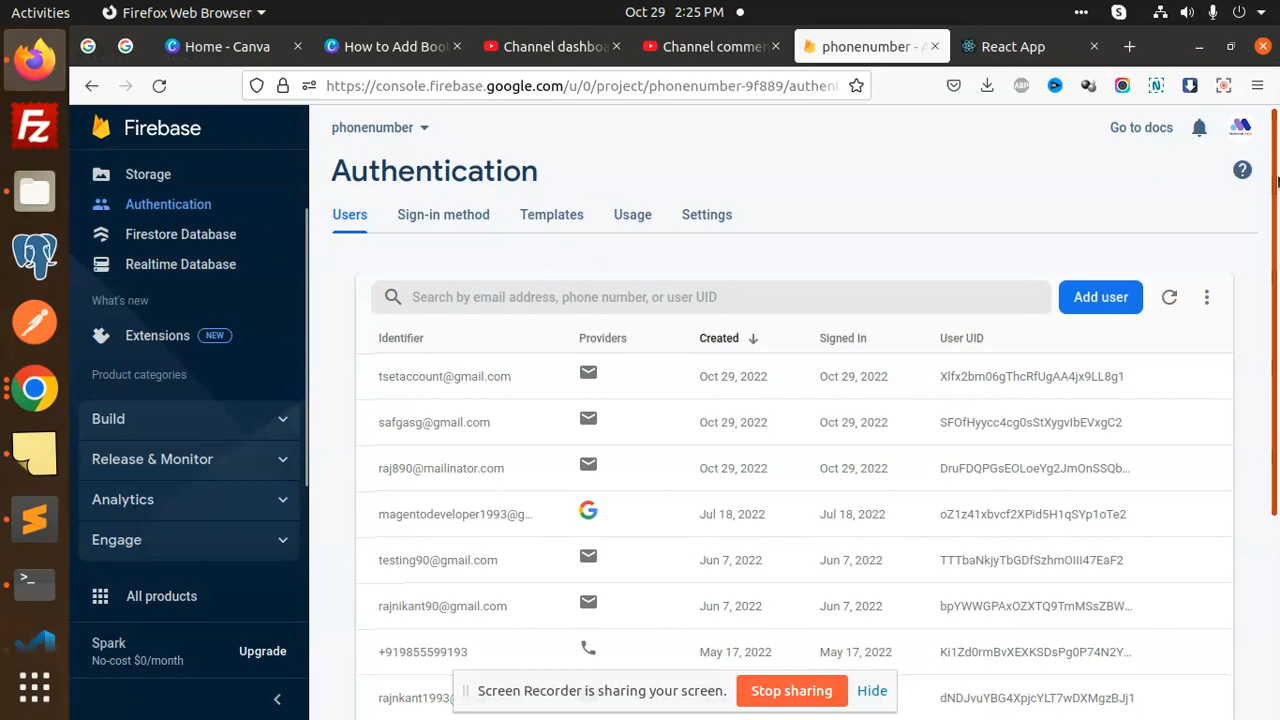 Activities
Firefox Web Browser
Oct 29 2:25 PM
Home - Canva
How to Add Boo
Channel dashbo
Channel commen
phonenumber - A
React App
https://console.firebase.google.com/u/0/project/phonenumber-9f889/authent
ABP
Firebase
phonenumber
Go to docs
Authentication
Storage
Authentication
Firestore Database
Realtime Database
What's new
Extensions NEW
Product categories
Build
Release & Monitor
Analytics
Engage
All products
Spark
No-cost $0/month
Upgrade
Users Sign-in method Templates Usage Settings
Search by email address, phone number, or user UID
Add user
Identifier Providers Created Signed In User UID
tsetaccount@gmail.com Oct 29, 2022 Oct 29, 2022 Xlfx2bm06gThcRfUgAA4jx9LL8g1
safgasg@gmail.com Oct 29, 2022 Oct 29, 2022 SFOfHyycc4cg0sStXygvIbEVxgC2
raj890@mailinator.com Oct 29, 2022 Oct 29, 2022 DruFDQPGsEOLoeYg2JmOnSSQb...
magentodeveloper1993@g... Jul 18, 2022 Jul 18, 2022 oZ1z41xbvcf2XPid5H1qSYp1oTe2
testing90@gmail.com Jun 7, 2022 Jun 7, 2022 TTTbaNkjyTbGDfSzhmOIII47EaF2
rajnikant90@gmail.com Jun 7, 2022 Jun 7, 2022 bpYWWGPAxOZXTQ9TmMSsZBW...
+919855599193 May 17, 2022 May 17, 2022 Ki1Zd0rmBvXEXKSDsPg0P74N2Y...
rajnkant1993 dNDJvuYBG4XpjcYLT7wDXMgzBJj1
Screen Recorder is sharing your screen. Stop sharing Hide